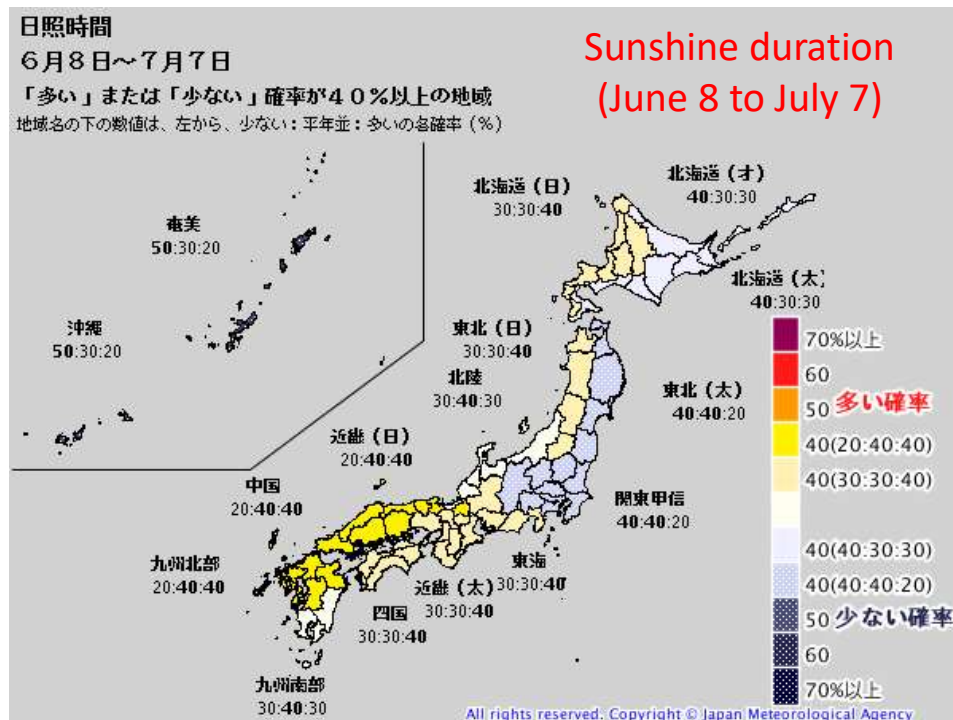 日照時間
6月8日～7月7日
「多い」または「少ない」確率が40％以上の地域
地域名の下の数値は、左から、少ない：平年並：多いの各確率（％）
Sunshine duration
(June 8 to July 7)
北海道（日）
30:30:40
北海道（オ）
40:30:30
北海道（太）
40:30:30
奄美
50:30:20
沖縄
50:30:20
東北（日）
30:30:40
北陸
30:40:30
東北（太）
40:40:20
近畿（日）
20:40:40
中国
20:40:40
関東甲信
40:40:20
九州北部
20:40:40
東海
30:30:40
近畿（太）
30:30:40
四国
30:30:40
九州南部
30:40:30
70%以上
60
50 多い確率
40(20:40:40)
40(30:30:40)
40(40:30:30)
40(40:40:20)
50 少ない確率
60
70%以上
All rights reserved. Copyright © Japan Meteorological Agency